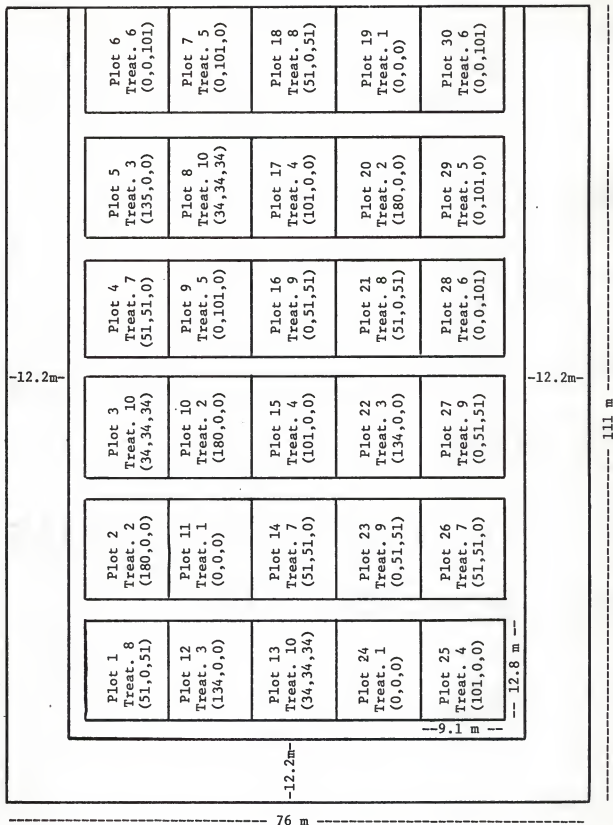 Plot 6
Treat. 6
(0,0,101)
Plot 7
Treat. 5
(0,101,0)
Plot 18
Treat. 8
(51,0,51)
Plot 19
Treat. 1
(0,0,0)
Plot 30
Treat. 6
(0,0,101)
Plot 5
Treat. 3
(135,0,0)
Plot 8
Treat. 10
(34,34,34)
Plot 17
Treat. 4
(101,0,0)
Plot 20
Treat. 2
(180,0,0)
Plot 29
Treat. 5
(0,101,0)
Plot 4
Treat. 7
(51,51,0)
Plot 9
Treat. 5
(0,101,0)
Plot 16
Treat. 9
(0,51,51)
Plot 21
Treat. 8
(51,0,51)
Plot 28
Treat. 6
(0,0,101)
-12.2m-
Plot 3
Treat. 10
(34,34,34)
Plot 10
Treat. 2
(180,0,0)
Plot 15
Treat. 4
(101,0,0)
Plot 22
Treat. 3
(134,0,0)
Plot 27
Treat. 9
(0,51,51)
-12.2m-
111 m
Plot 2
Treat. 2
(180,0,0)
Plot 11
Treat. 1
(0,0,0)
Plot 14
Treat. 7
(51,51,0)
Plot 23
Treat. 9
(0,51,51)
Plot 26
Treat. 7
(51,51,0)
Plot 1
Treat. 8
(51,0,51)
Plot 12
Treat. 3
(134,0,0)
Plot 13
Treat. 10
(34,34,34)
Plot 24
Treat. 1
(0,0,0)
Plot 25
Treat. 4
(101,0,0)
-- 12.8 m --
--9.1 m --
-12.2m-
76 m